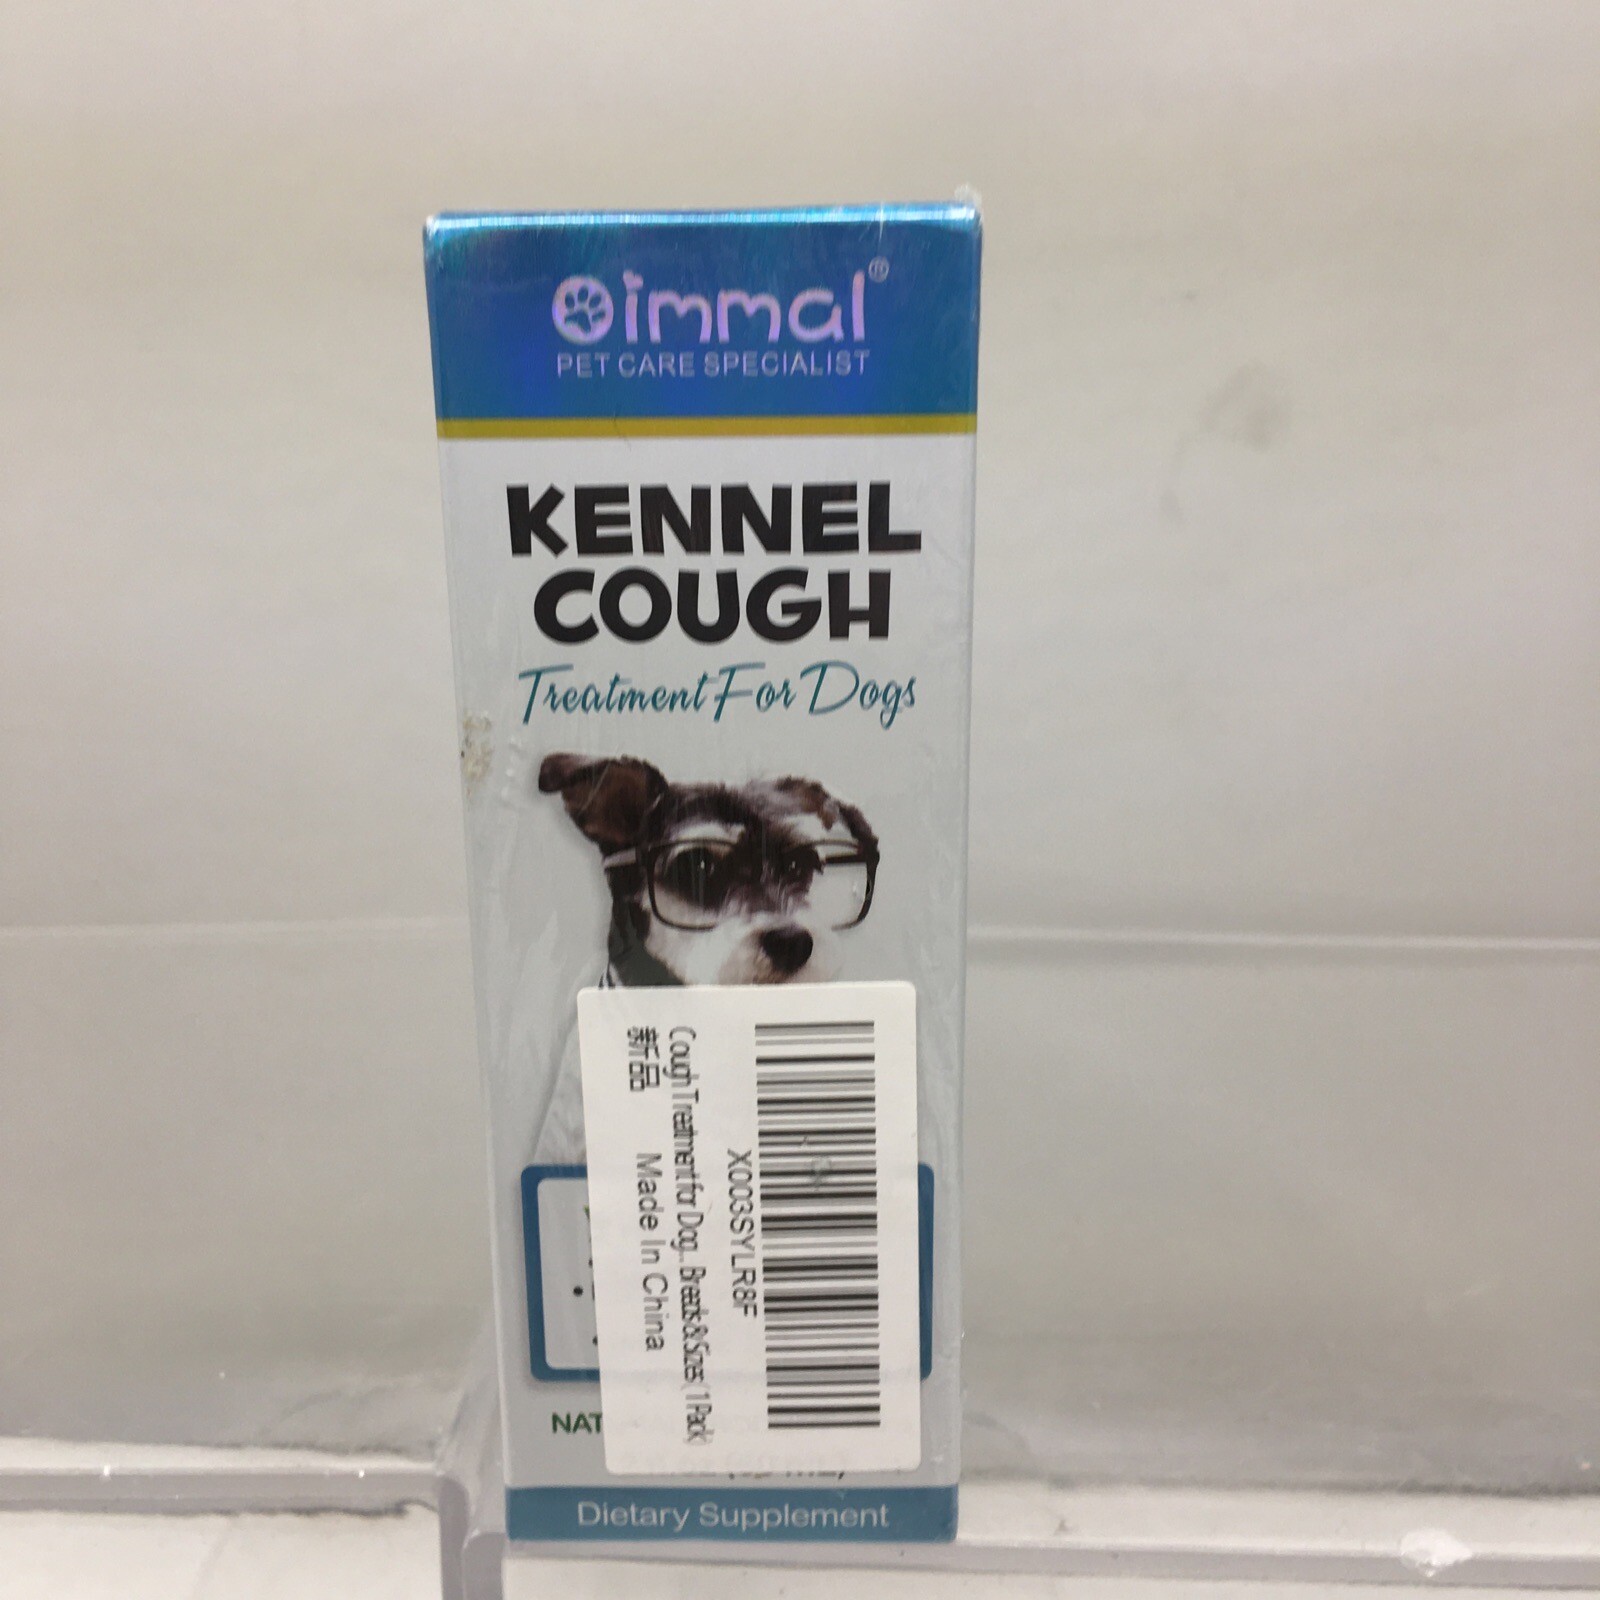 immal®
PET CARE SPECIALIST
KENNEL
COUGH
Treatment For Dogs
X003SYLR8F
Cough Treatment for Dog... Breeds & Sizes (1 Pack)
新品 Made In China
NAT
Dietary Supplement